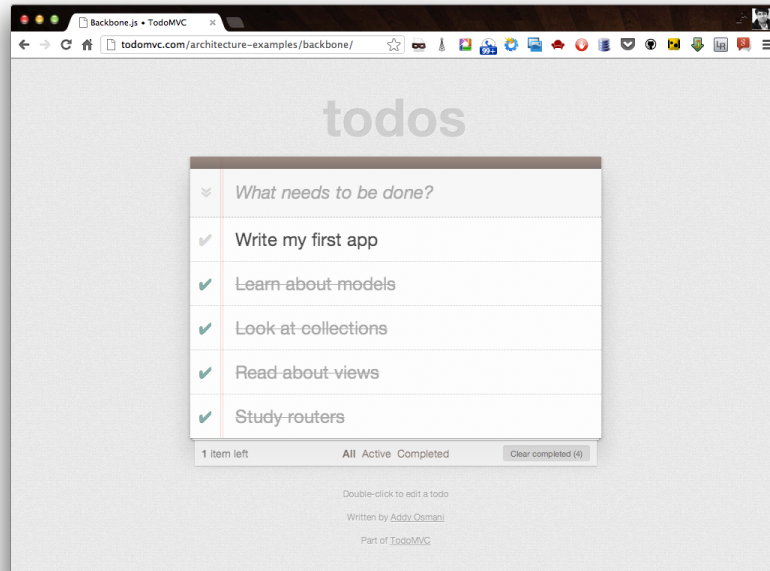 Backbone.js • TodoMVC
todomvc.com/architecture-examples/backbone/
99+
todos
What needs to be done?
Write my first app
Learn about models
Look at collections
Read about views
Study routers
1 item left All Active Completed Clear completed (4)
Double-click to edit a todo
Written by Addy Osmani
Part of TodoMVC